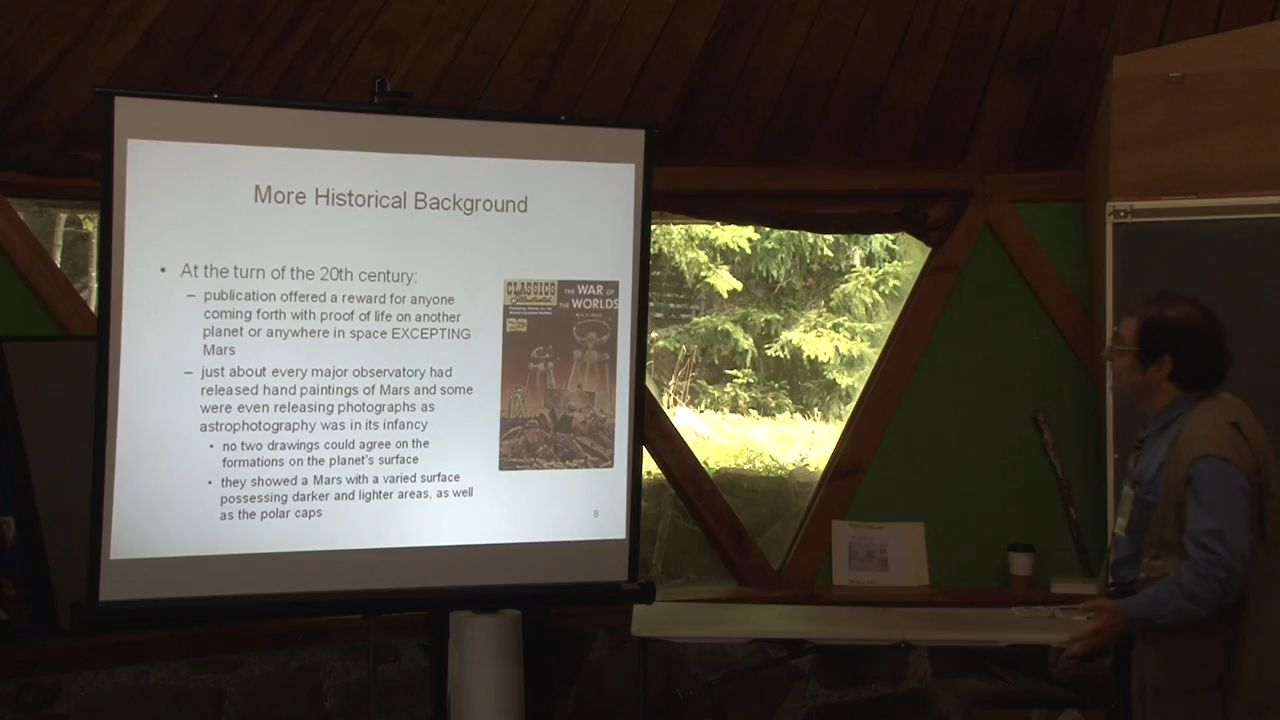 More Historical Background
• At the turn of the 20th century:
– publication offered a reward for anyone
coming forth with proof of life on another
planet or anywhere in space EXCEPTING
Mars
– just about every major observatory had
released hand paintings of Mars and some
were even releasing photographs as
astrophotography was in its infancy
• no two drawings could agree on the
formations on the planet's surface
• they showed a Mars with a varied surface
possessing darker and lighter areas, as well
as the polar caps
CLASSICS
Illustrated
THE WAR OF
THE WORLDS
By H. G. WELLS
8